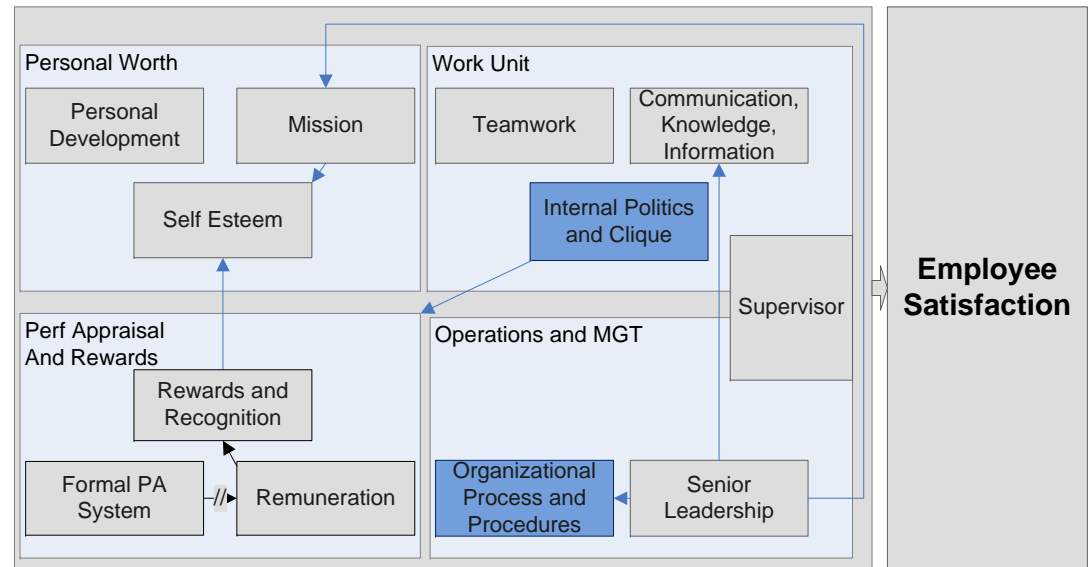 Personal Worth
Personal
Development
Mission
Self Esteem
Work Unit
Teamwork
Communication,
Knowledge,
Information
Internal Politics
and Clique
Supervisor
Perf Appraisal
And Rewards
Rewards and
Recognition
Formal PA
System
//
Remuneration
Operations and MGT
Organizational
Process and
Procedures
Senior
Leadership
Employee
Satisfaction